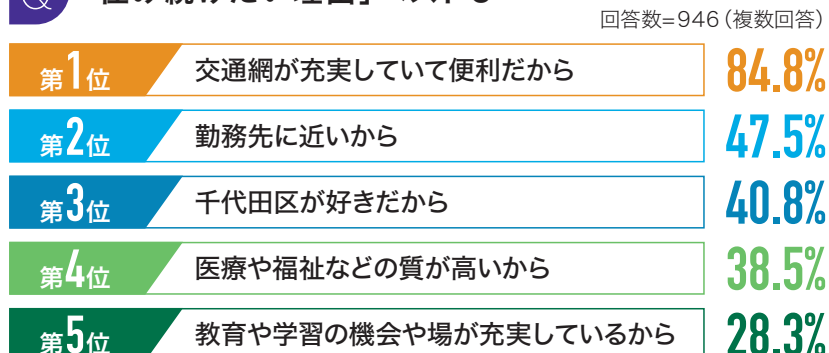 Q
回答数=946（複数回答）
第1位 交通網が充実していて便利だから 84.8%
第2位 勤務先に近いから 47.5%
第3位 千代田区が好きだから 40.8%
第4位 医療や福祉などの質が高いから 38.5%
第5位 教育や学習の機会や場が充実しているから 28.3%